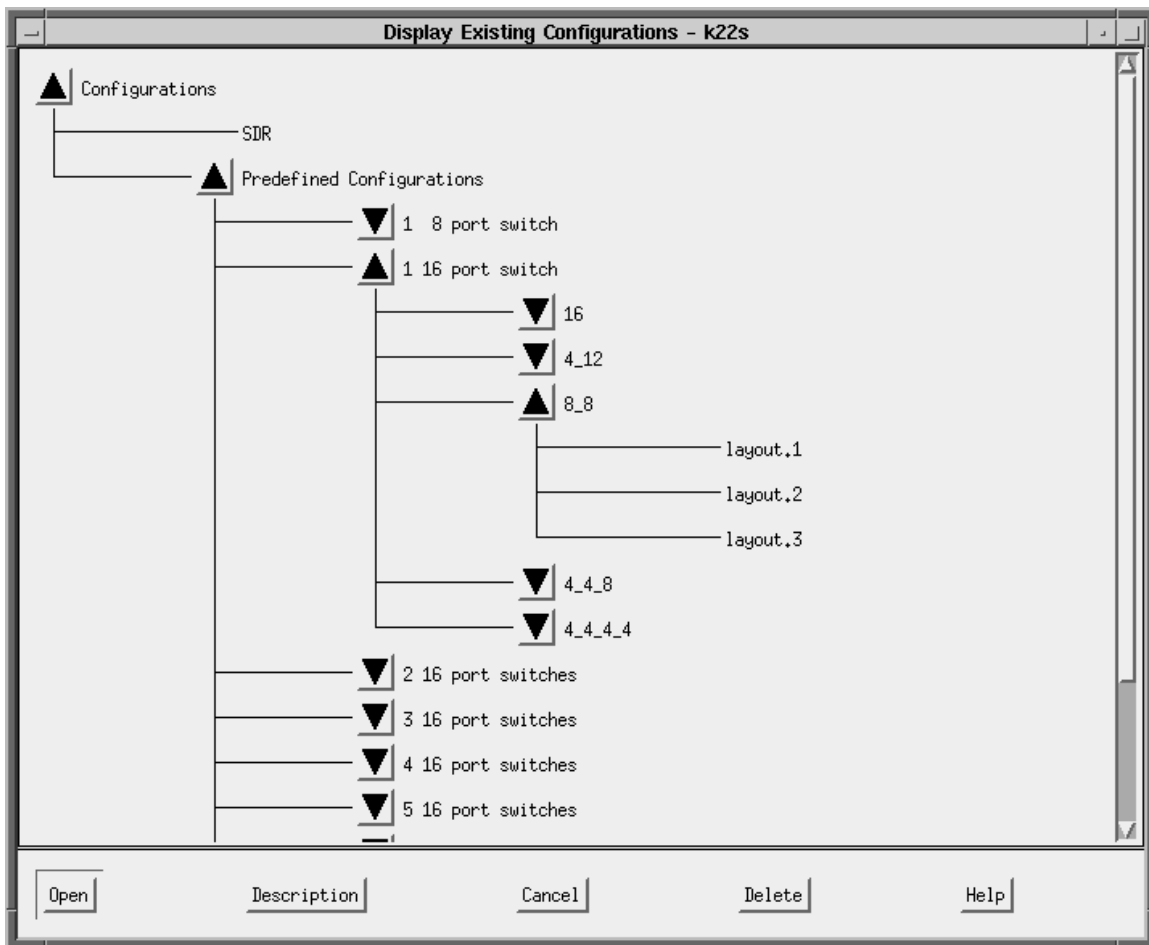 Display Existing Configurations - k22s
Configurations
SDR
Predefined Configurations
1  8 port switch
1 16 port switch
16
4_12
8_8
layout.1
layout.2
layout.3
4_4_8
4_4_4_4
2 16 port switches
3 16 port switches
4 16 port switches
5 16 port switches
Open Description Cancel Delete Help